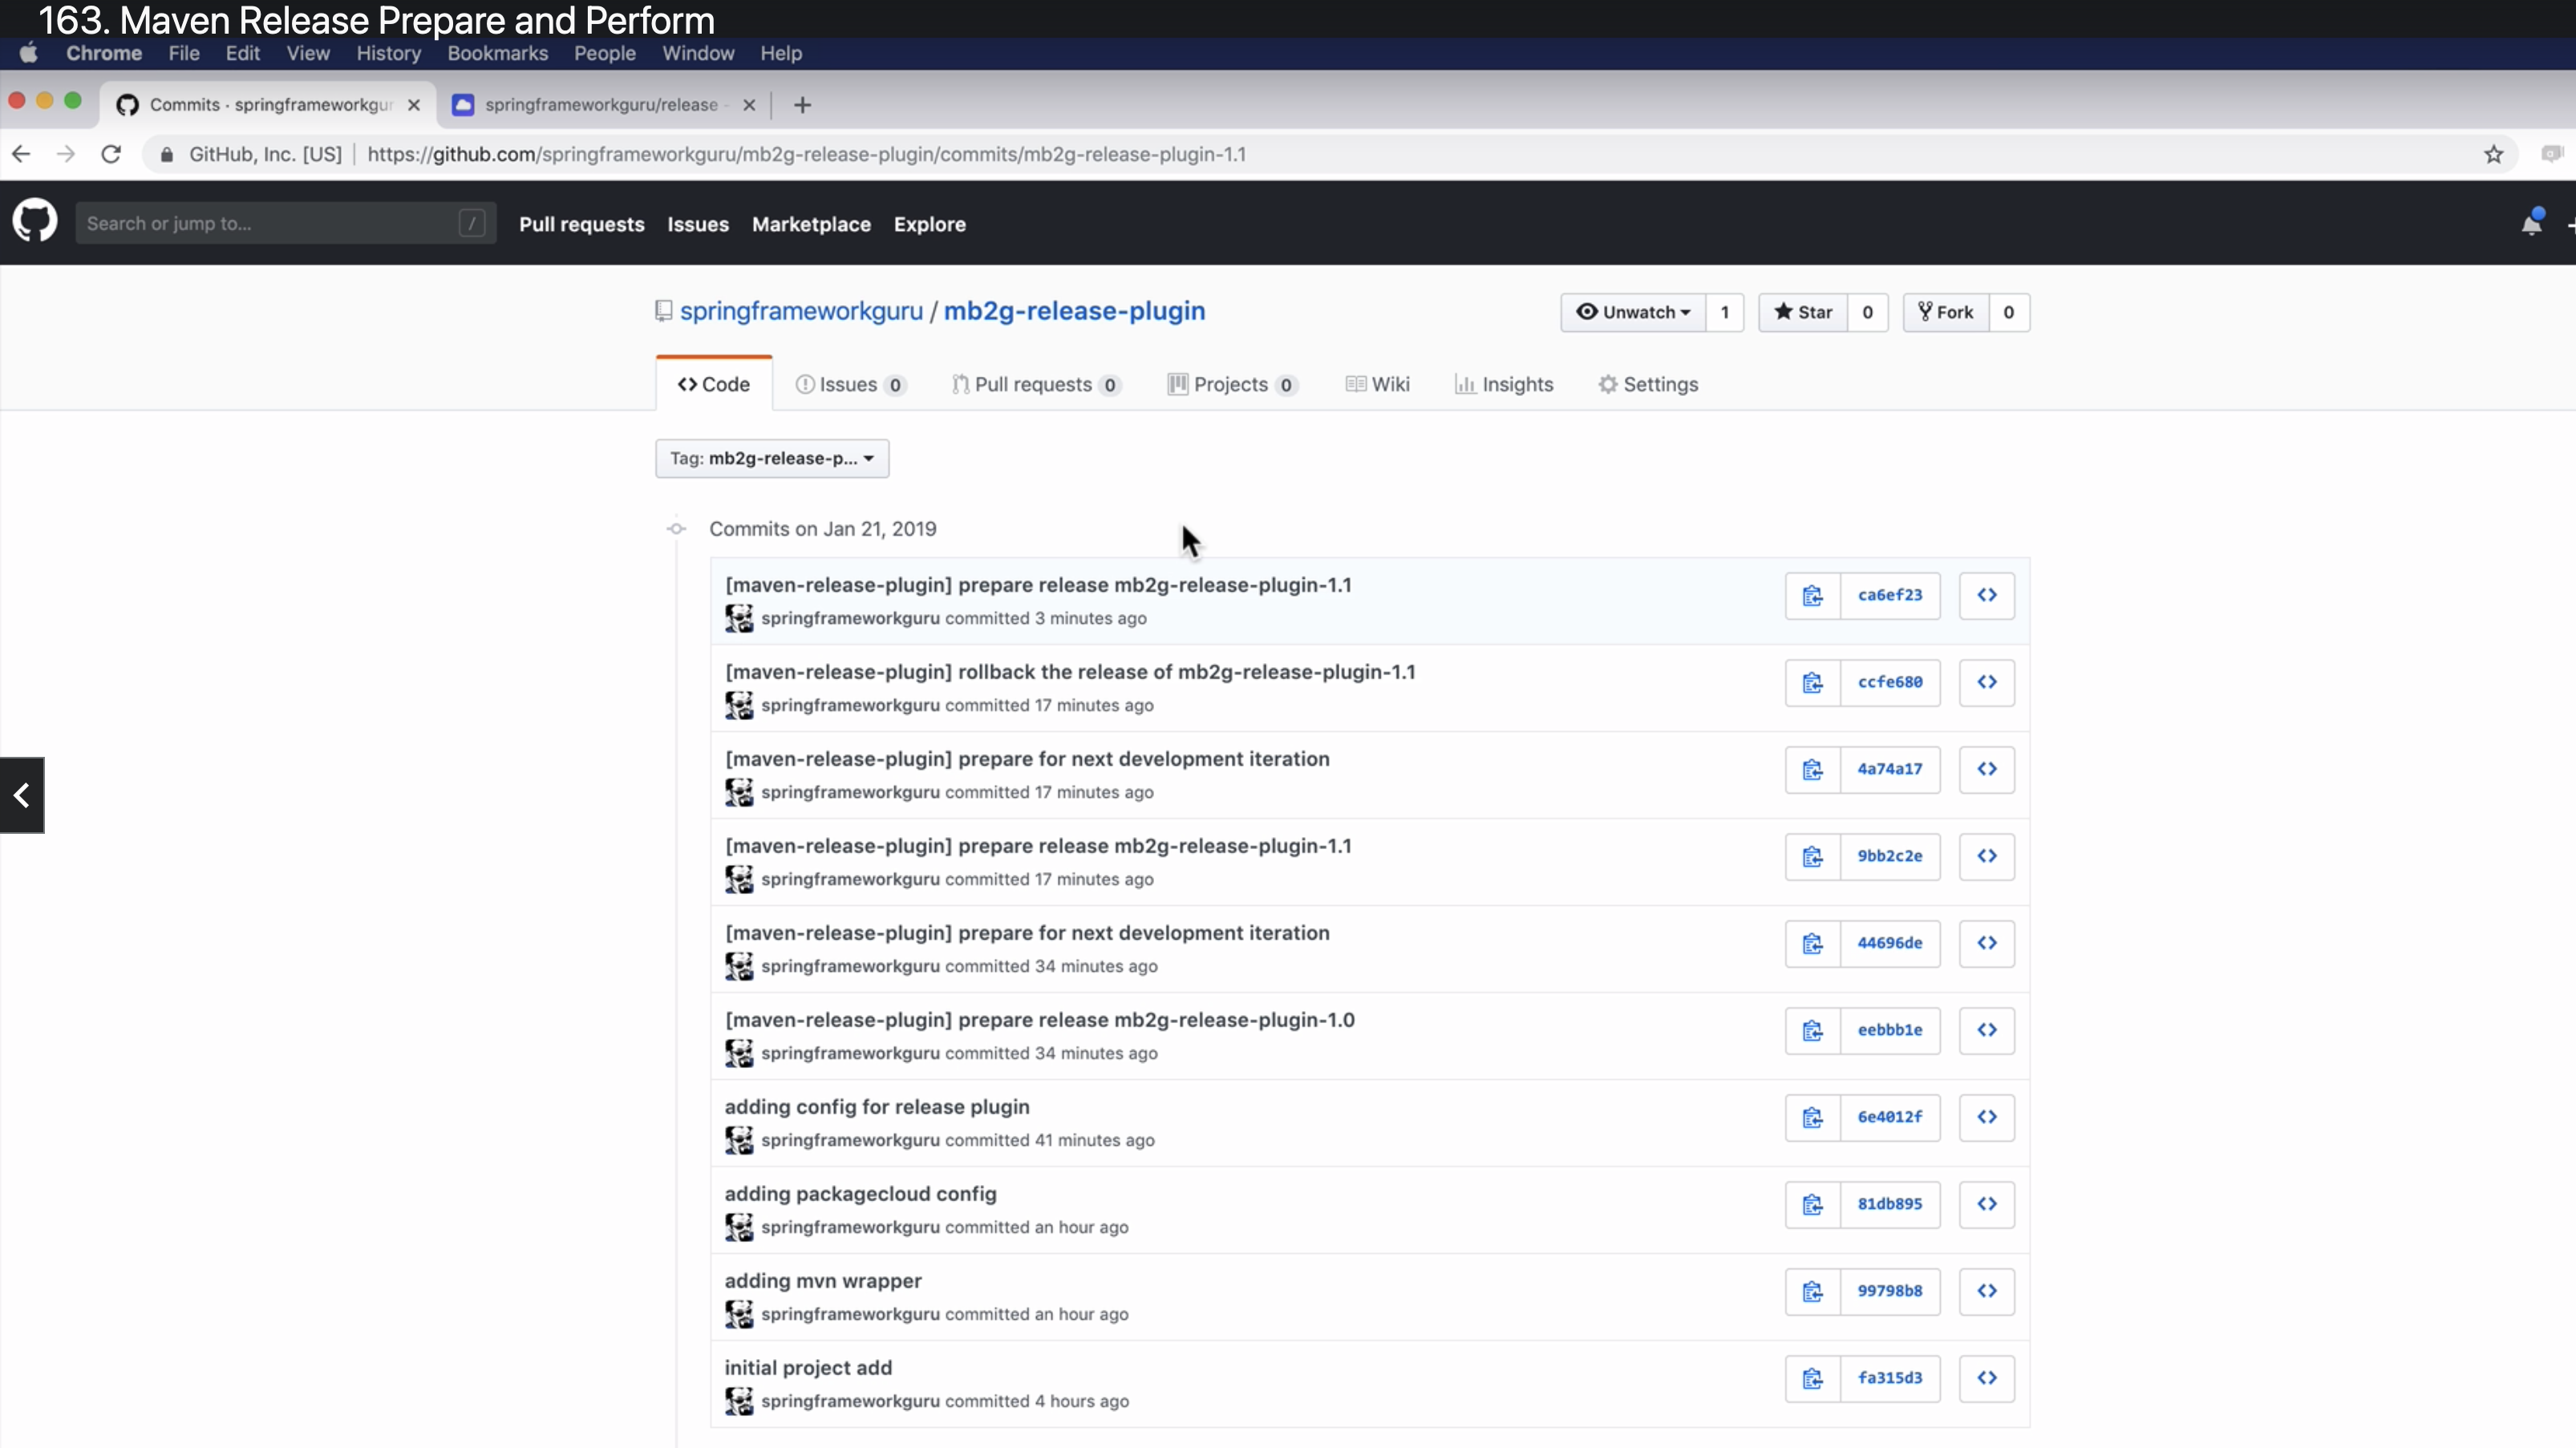 163. Maven Release Prepare and Perform
Chrome File Edit View History Bookmarks People Window Help
Commits · springframeworkgur springframeworkguru/release -
GitHub, Inc. [US] https://github.com/springframeworkguru/mb2g-release-plugin/commits/mb2g-release-plugin-1.1
Search or jump to... / Pull requests Issues Marketplace Explore
springframeworkguru / mb2g-release-plugin Unwatch 1 Star 0 Fork 0
Code Issues 0 Pull requests 0 Projects 0 Wiki Insights Settings
Tag: mb2g-release-p...
Commits on Jan 21, 2019
[maven-release-plugin] prepare release mb2g-release-plugin-1.1
springframeworkguru committed 3 minutes ago
ca6ef23
[maven-release-plugin] rollback the release of mb2g-release-plugin-1.1
springframeworkguru committed 17 minutes ago
ccfe680
[maven-release-plugin] prepare for next development iteration
springframeworkguru committed 17 minutes ago
4a74a17
[maven-release-plugin] prepare release mb2g-release-plugin-1.1
springframeworkguru committed 17 minutes ago
9bb2c2e
[maven-release-plugin] prepare for next development iteration
springframeworkguru committed 34 minutes ago
44696de
[maven-release-plugin] prepare release mb2g-release-plugin-1.0
springframeworkguru committed 34 minutes ago
eebbb1e
adding config for release plugin
springframeworkguru committed 41 minutes ago
6e4012f
adding packagecloud config
springframeworkguru committed an hour ago
81db895
adding mvn wrapper
springframeworkguru committed an hour ago
99798b8
initial project add
springframeworkguru committed 4 hours ago
fa315d3